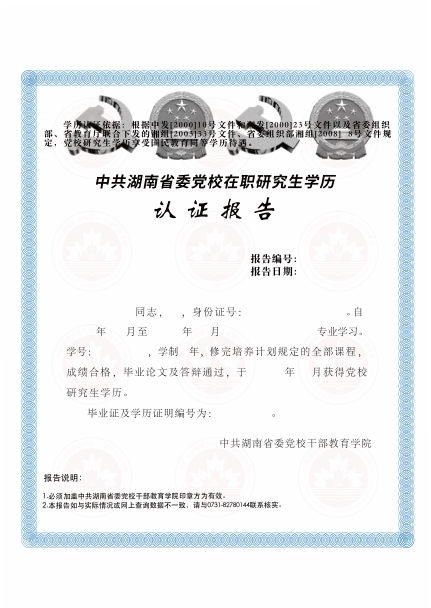 学历认证依据：根据中发[2000]10号文件和湘发[2000]23号文件以及省委组织
部、省教育厅联合下发的湘组[2003]33号文件、省委组织部湘组[2008] 8号文件规
定，党校研究生学历享受国民教育同等学历待遇。
中共湖南省委党校在职研究生学历
认证报告
报告编号：
报告日期：
同志， ，身份证号： 。自
年 月至 年 月 专业学习。
学号： ，学制 年，修完培养计划规定的全部课程，
成绩合格，毕业论文及答辩通过，于 年 月获得党校
研究生学历。
毕业证及学历证明编号为： 。
中共湖南省委党校干部教育学院
报告说明：
1.必须加盖中共湖南省委党校干部教育学院印章方为有效。
2.本报告如与实际情况或网上查询数据不一致、请与0731-82780144联系核实。